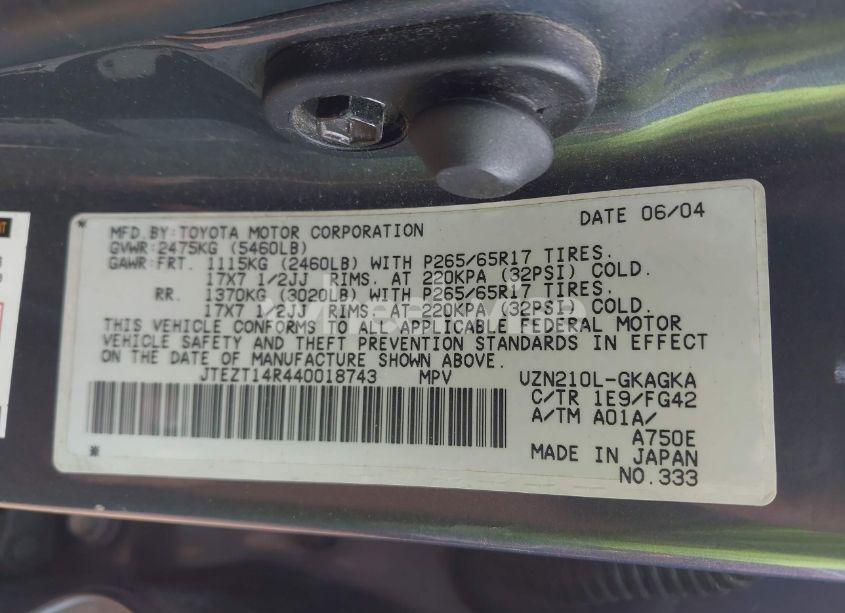 DATE 06/04
MFD.BY:TOYOTA MOTOR CORPORATION
GVWR:2475KG (5460LB)
GAWR:FRT. 1115KG (2460LB) WITH P265/65R17 TIRES.
17X7 1/2JJ RIMS. AT 220KPA (32PSI) COLD.
RR. 1370KG (3020LB) WITH P265/65R17 TIRES.
17X7 1/2JJ RIMS. AT 220KPA (32PSI) COLD.
THIS VEHICLE CONFORMS TO ALL APPLICABLE FEDERAL MOTOR
VEHICLE SAFETY AND THEFT PREVENTION STANDARDS IN EFFECT
ON THE DATE OF MANUFACTURE SHOWN ABOVE.
JTEZT14R440018743 MPV UZN210L-GKAGKA
C/TR 1E9/FG42
A/TM A01A/
A750E
MADE IN JAPAN
NO.333